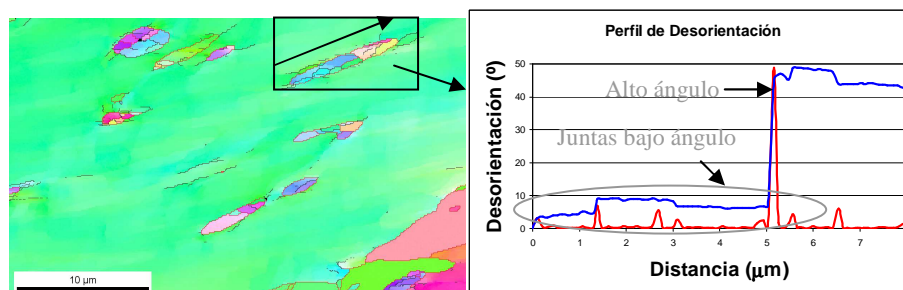 10 µm
Perfil de Desorientación
Desorientación (º)
50
40
30
20
10
0
Alto ángulo
Juntas bajo ángulo
0 1 2 3 4 5 6 7
Distancia (µm)